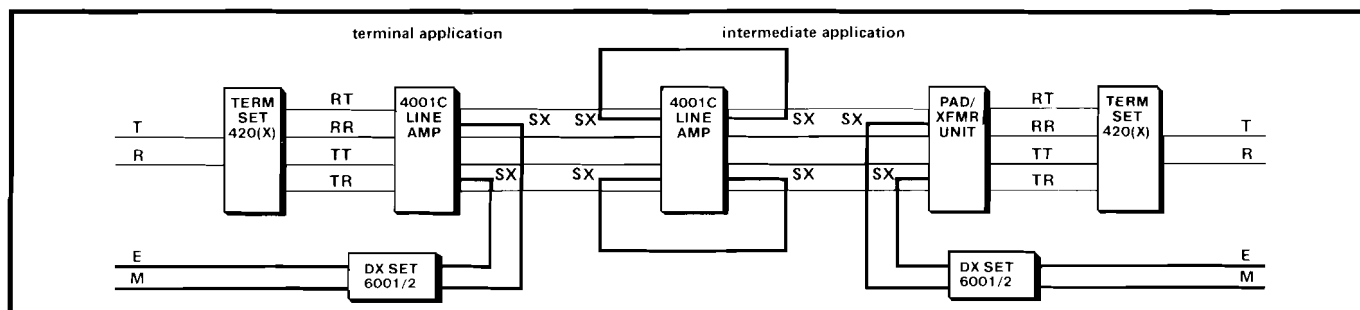 terminal application
intermediate application
TERM
SET
420(X)
RT
RR
TT
TR
T
R
4001C
LINE
AMP
SX
SX
SX
SX
4001C
LINE
AMP
SX
SX
SX
SX
PAD/
XFMR
UNIT
RT
RR
TT
TR
TERM
SET
420(X)
T
R
E
M
DX SET
6001/2
DX SET
6001/2
E
M